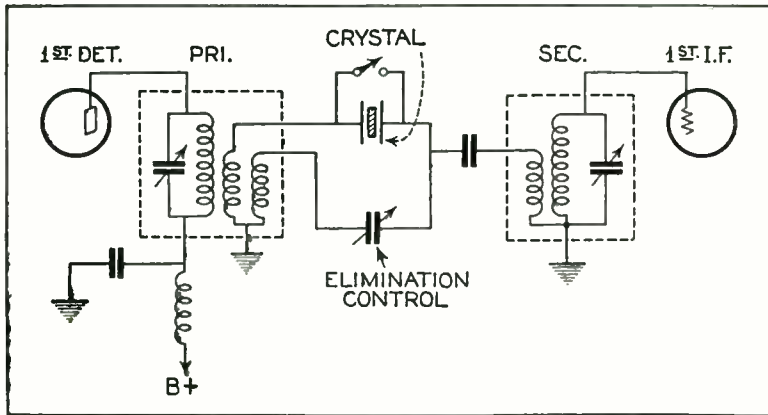 CRYSTAL
1ST. DET.
PRI.
SEC.
1ST. I.F.
ELIMINATION
CONTROL
B+